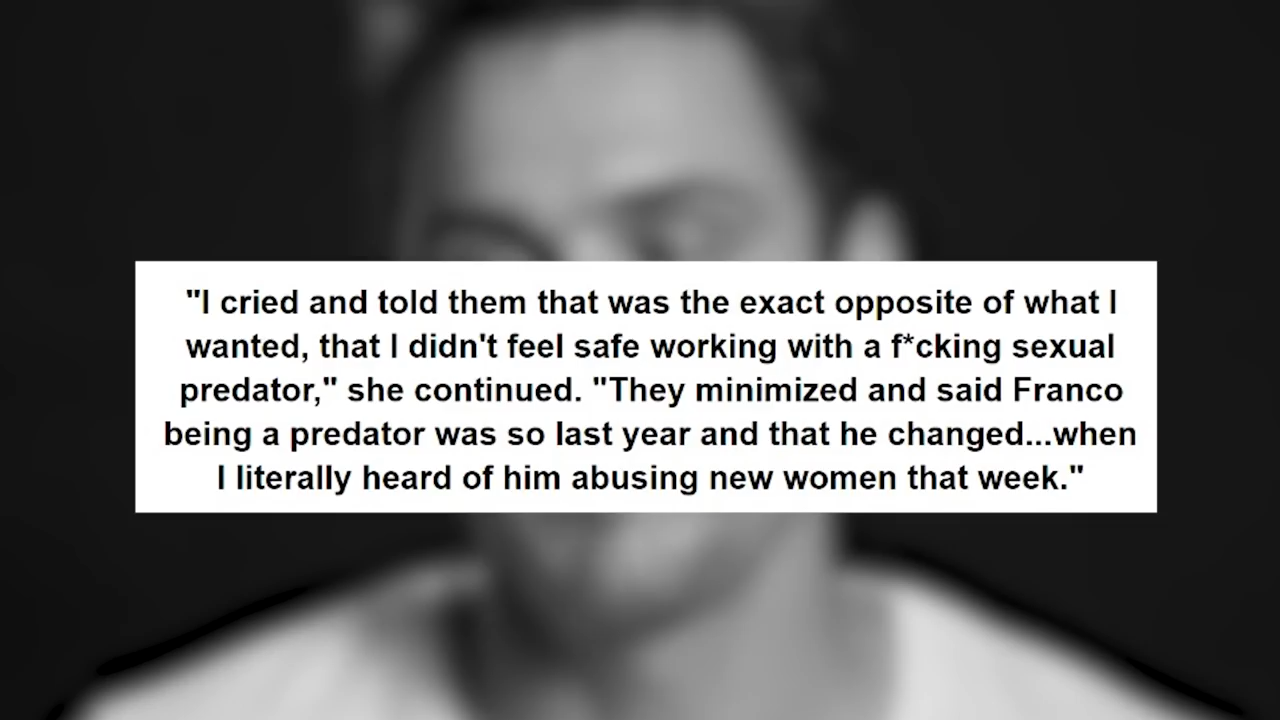 "I cried and told them that was the exact opposite of what I
wanted, that I didn't feel safe working with a f*cking sexual
predator," she continued. "They minimized and said Franco
being a predator was so last year and that he changed...when
I literally heard of him abusing new women that week."